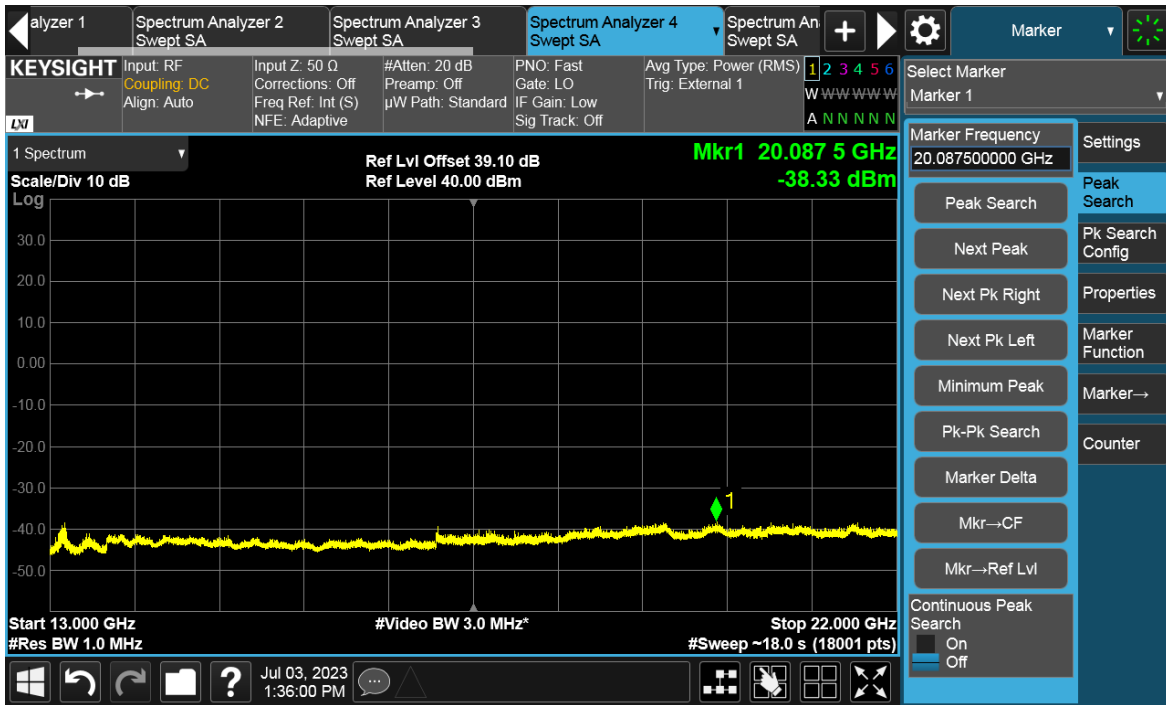 alyzer 1
Spectrum Analyzer 2
Swept SA
Spectrum Analyzer 3
Swept SA
Spectrum Analyzer 4
Swept SA
Spectrum An
Swept SA
+
Marker
KEYSIGHT
LXI
Input: RF
Coupling: DC
Align: Auto
Input Z: 50 Ω
Corrections: Off
Freq Ref: Int (S)
NFE: Adaptive
#Atten: 20 dB
Preamp: Off
µW Path: Standard
PNO: Fast
Gate: LO
IF Gain: Low
Sig Track: Off
Avg Type: Power (RMS)
Trig: External 1
1 2 3 4 5 6
W W W W W W
A N N N N N
Select Marker
Marker 1
1 Spectrum
Scale/Div 10 dB
Log
Ref Lvl Offset 39.10 dB
Ref Level 40.00 dBm
Mkr1 20.087 5 GHz
-38.33 dBm
30.0
20.0
10.0
0.00
-10.0
-20.0
-30.0
-40.0
-50.0
1
Start 13.000 GHz
#Res BW 1.0 MHz
#Video BW 3.0 MHz*
Stop 22.000 GHz
#Sweep ~18.0 s (18001 pts)
Marker Frequency
20.087500000 GHz
Peak Search
Next Peak
Next Pk Right
Next Pk Left
Minimum Peak
Pk-Pk Search
Marker Delta
Mkr→CF
Mkr→Ref Lvl
Continuous Peak
Search
On
Off
Settings
Peak
Search
Pk Search
Config
Properties
Marker
Function
Marker→
Counter
?
Jul 03, 2023
1:36:00 PM